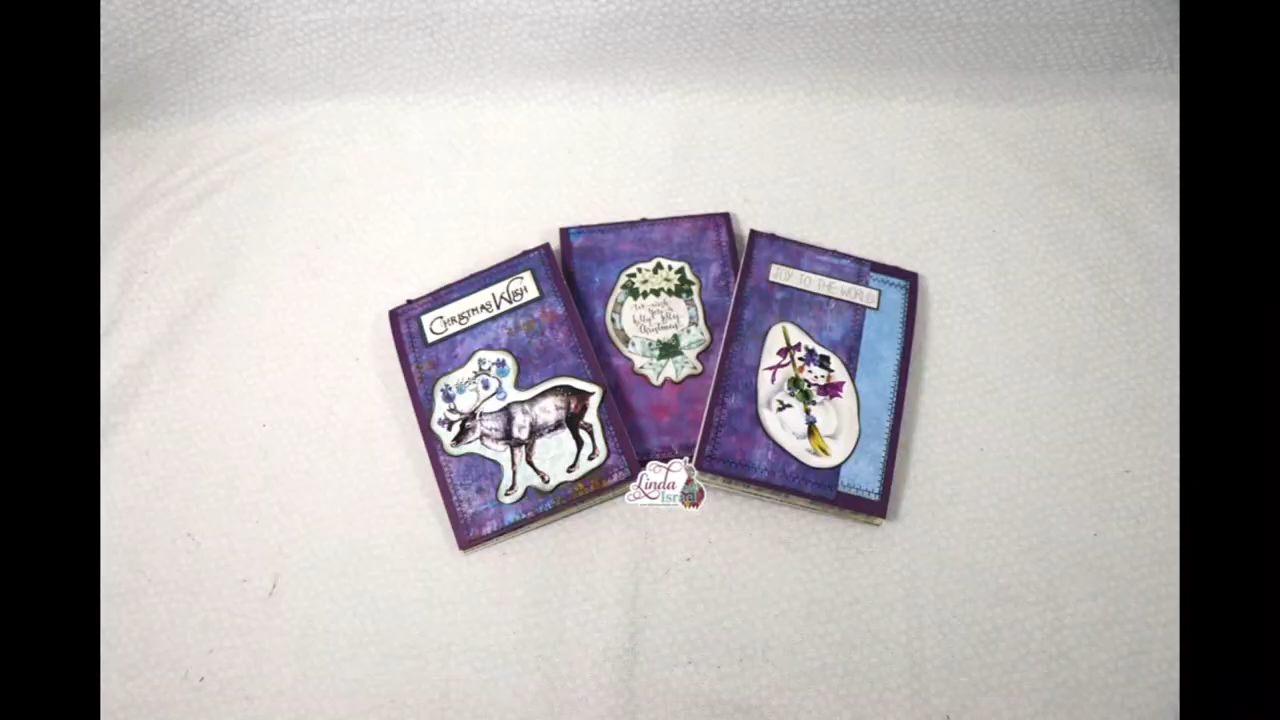 CHRISTMAS WISH
We wish
you a
holly jolly
Christmas
JOY TO THE WORLD
Linda
Israel